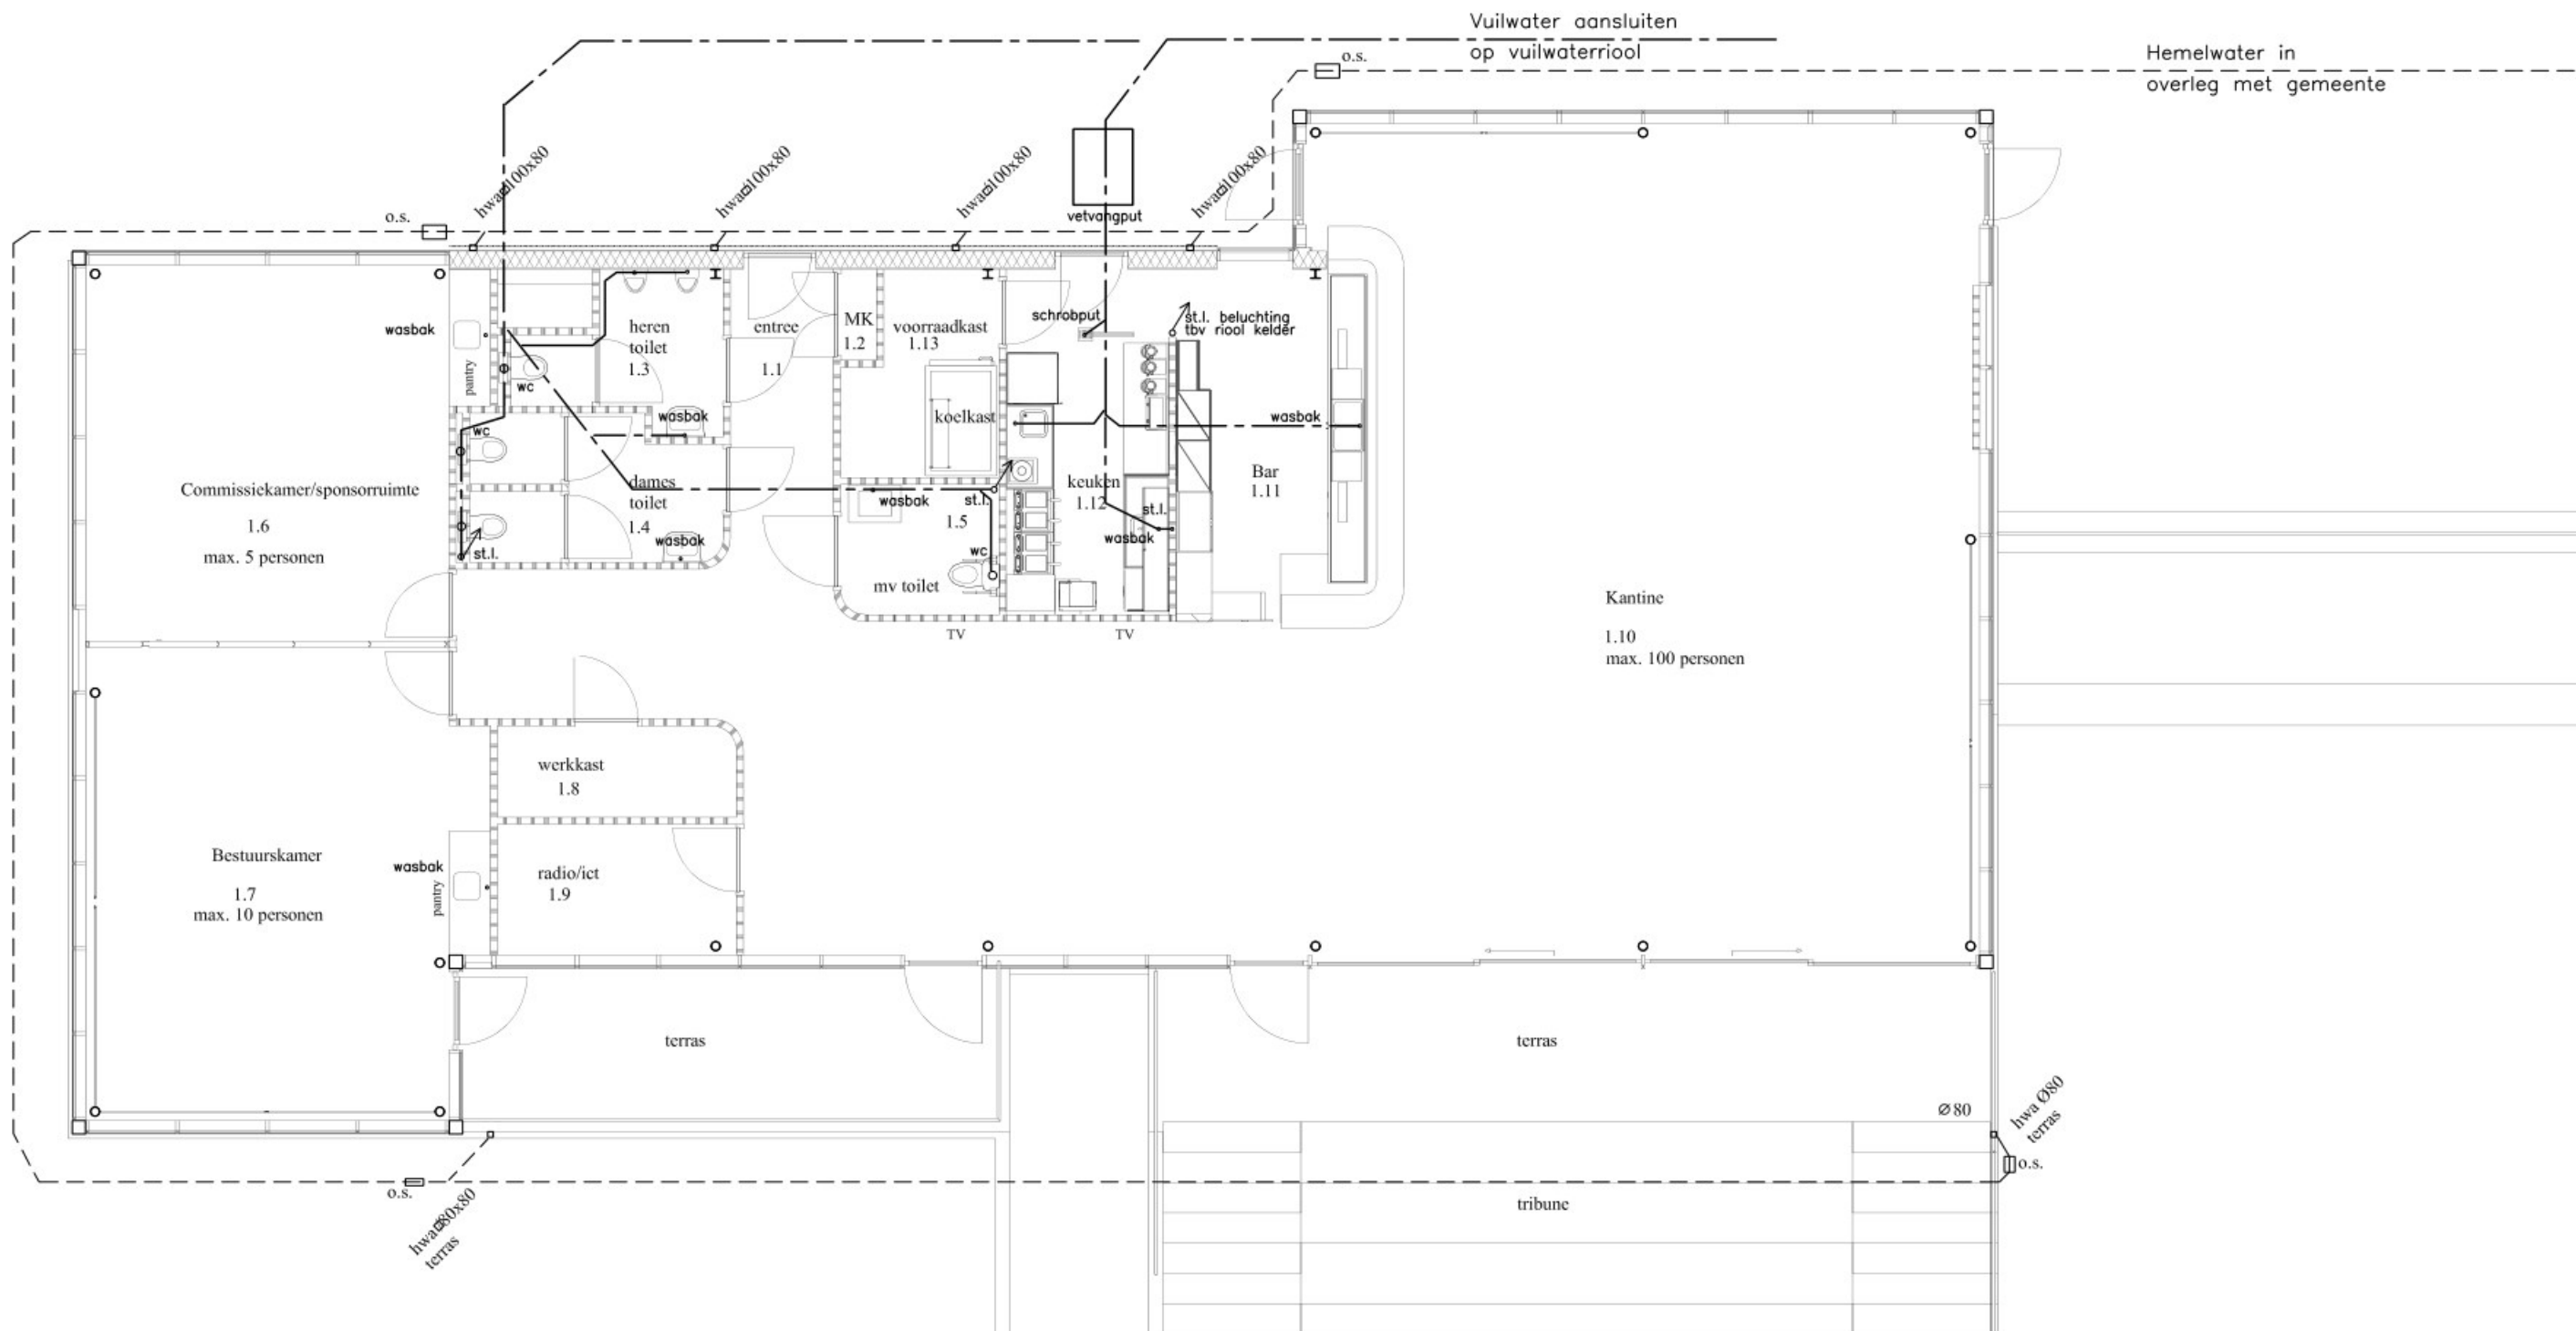 Vuilwater aansluiten
op vuilwaterriool
o.s.
Hemelwater in
overleg met gemeente
hwa□100x80
hwa□100x80
hwa□100x80
hwa□100x80
vetvangput
o.s.
wasbak
pantry
wc
heren
toilet
1.3
wasbak
entree
1.1
MK
1.2
voorraadkast
1.13
koelkast
schrobput
st.l. beluchting
tbv riool kelder
wasbak
wc
Commissiekamer/sponsorruimte
1.6
max. 5 personen
dames
toilet
1.4
wasbak
st.l.
wasbak
st.l.
1.5
wc
mv toilet
keuken
1.12
st.l.
wasbak
Bar
1.11
TV
TV
Kantine
1.10
max. 100 personen
werkkast
1.8
radio/ict
1.9
Bestuurskamer
1.7
max. 10 personen
wasbak
pantry
terras
terras
Ø80
hwa Ø80
terras
o.s.
o.s.
hwa□80x80
terras
tribune